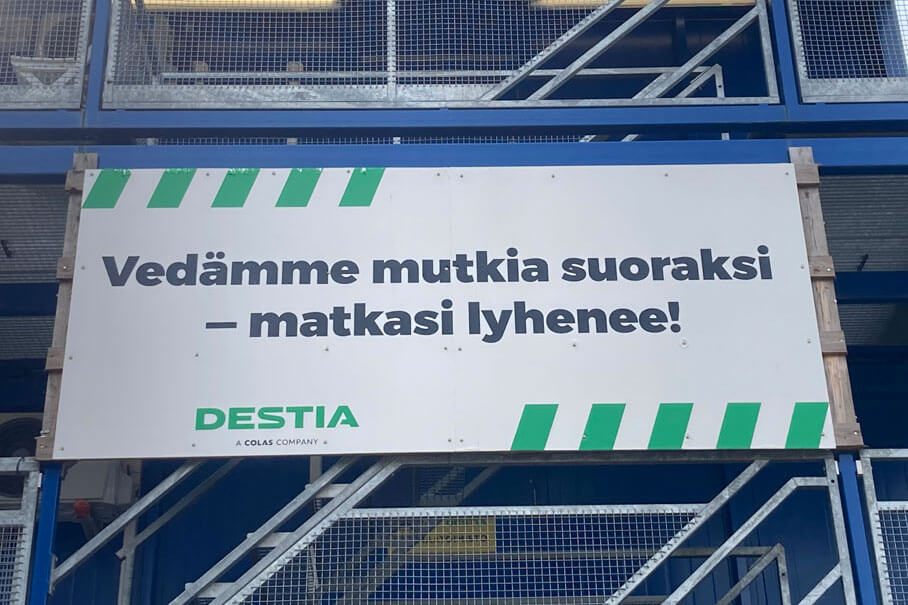 Vedämme mutkia suoraksi
– matkasi lyhenee!
DESTIA
A COLAS COMPANY